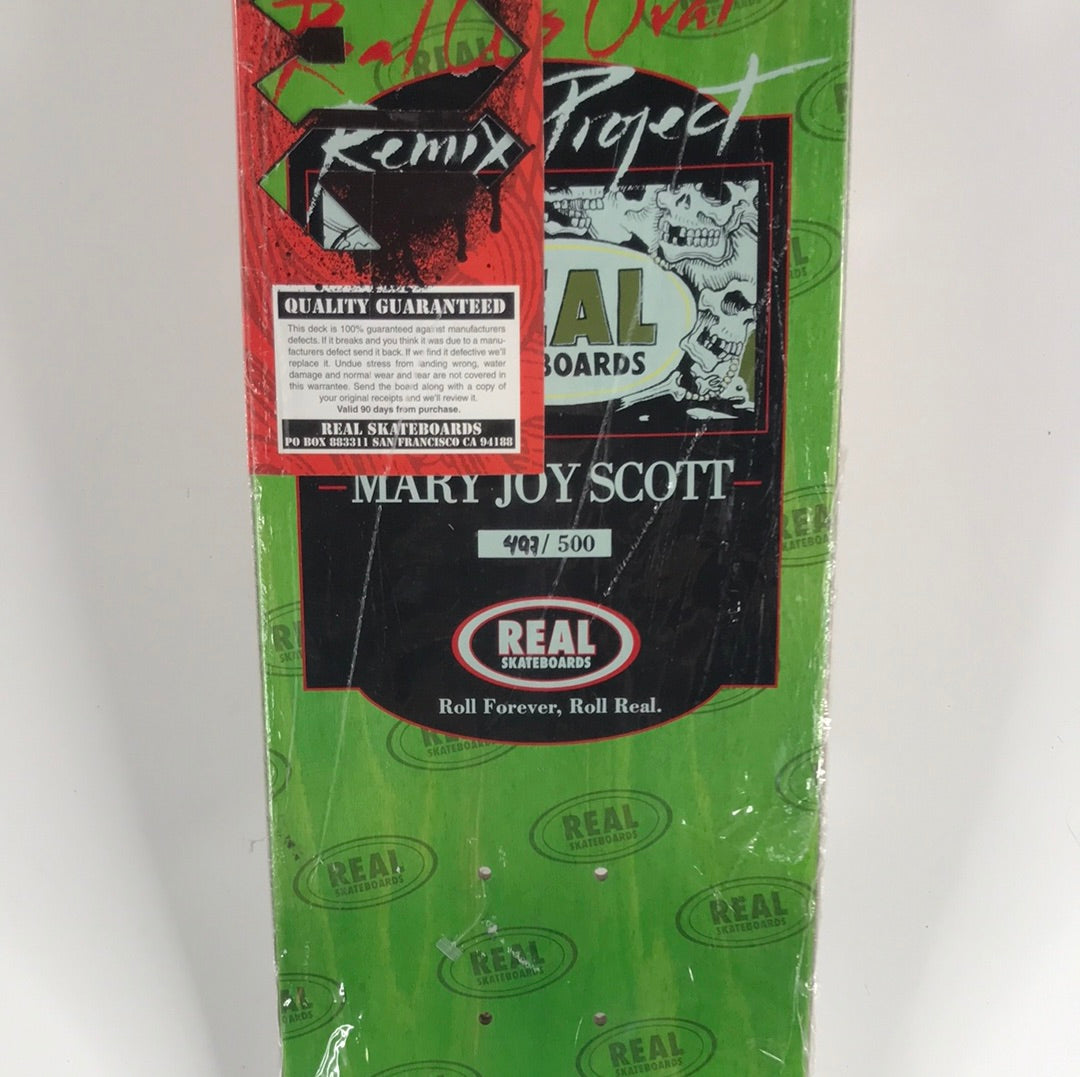 REAL
Remix Project
EAL
BOARDS
QUALITY GUARANTEED
This deck is 100% guaranteed against manufacturers
defects. If it breaks and you think it was due to a manu-
facturers defect send it back. If we find it defective we'll
replace it. Undue stress from landing wrong, water
damage and normal wear and tear are not covered in
this warrantee. Send the board along with a copy of
your original receipts and we'll review it.
Valid 90 days from purchase.
REAL SKATEBOARDS
PO BOX 883311 SAN FRANCISCO CA 94188
MARY JOY SCOTT
497 / 500
REAL
SKATEBOARDS
Roll Forever, Roll Real.
SKATEBOARDS
REAL
SKATEBOARDS
REAL
SKATEBOARDS
REAL
SKATEBOARDS
REAL
SKATEBOARDS
REAL
SKATEBOARDS